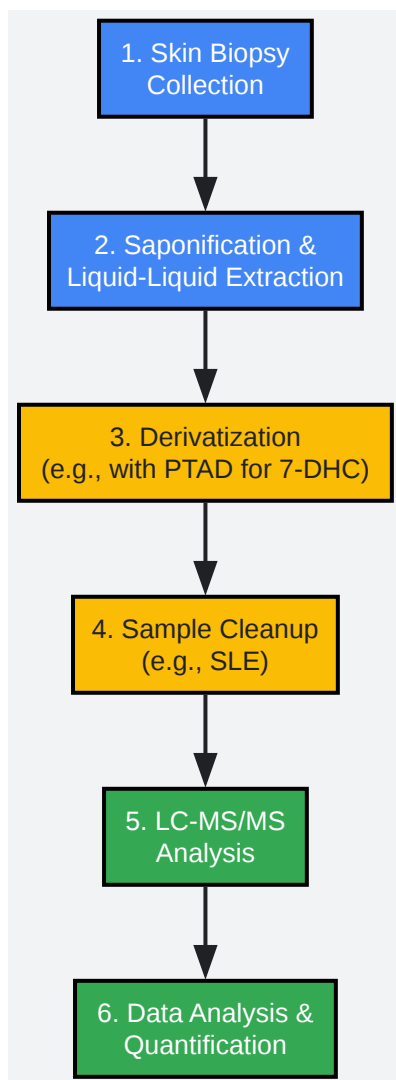 1. Skin Biopsy
Collection
2. Saponification &
Liquid-Liquid Extraction
3. Derivatization
(e.g., with PTAD for 7-DHC)
4. Sample Cleanup
(e.g., SLE)
5. LC-MS/MS
Analysis
6. Data Analysis &
Quantification